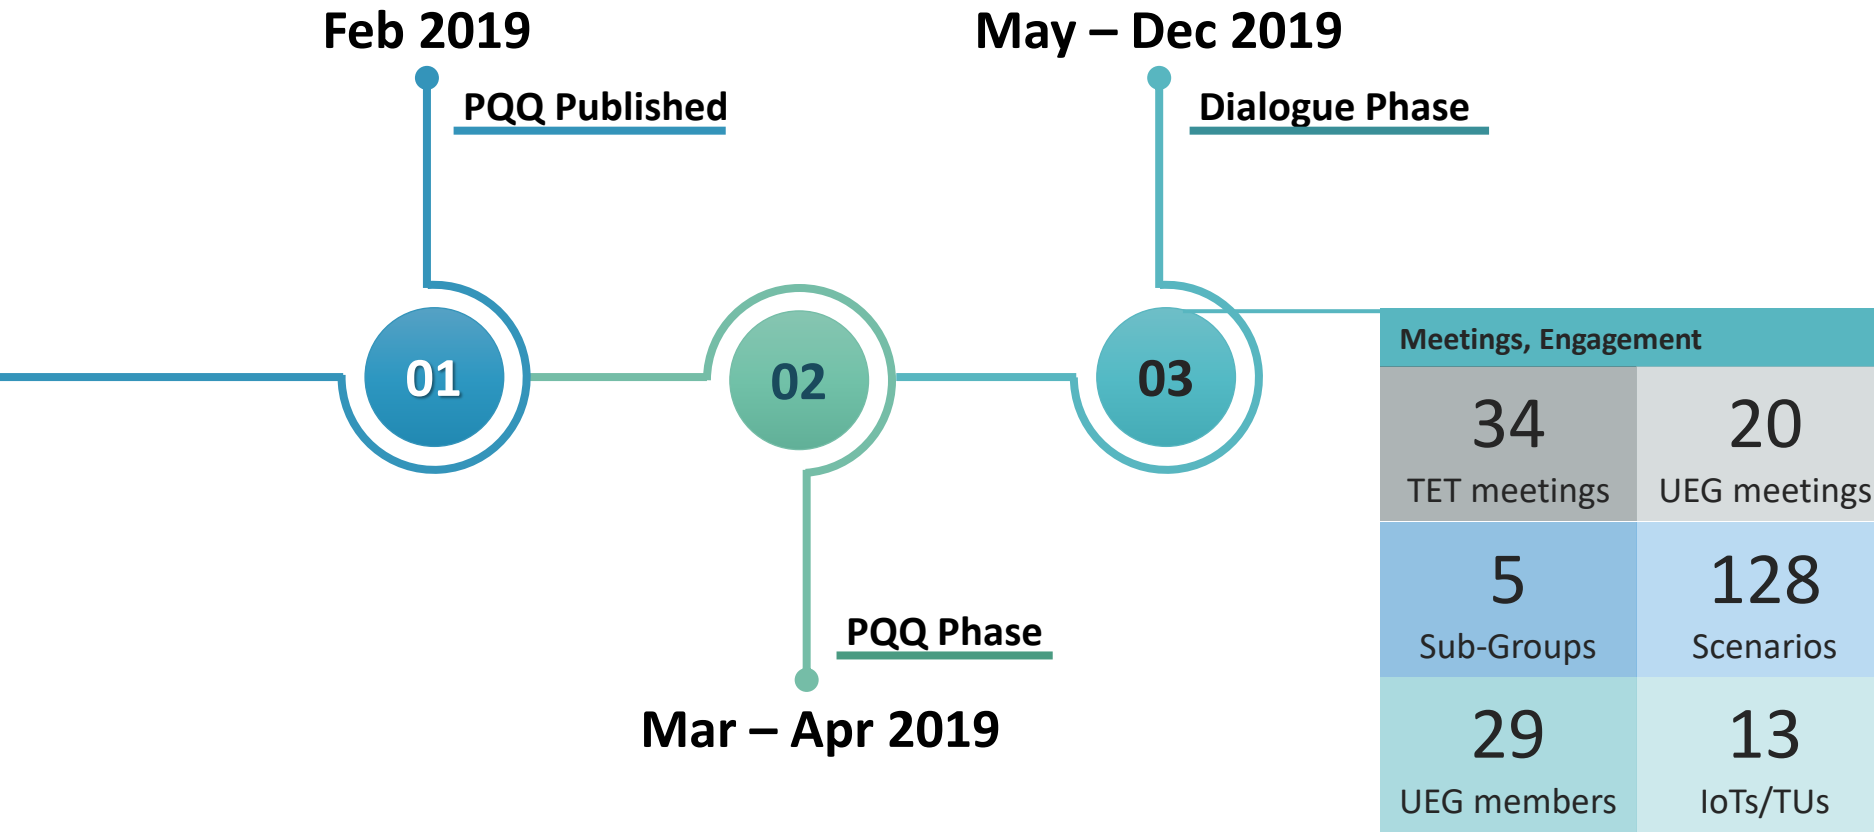 Feb 2019
PQQ Published
May – Dec 2019
Dialogue Phase
01
02
03
PQQ Phase
Mar – Apr 2019
Meetings, Engagement
34
20
TET meetings
UEG meetings
5
128
Sub-Groups
Scenarios
29
13
UEG members
IoTs/TUs